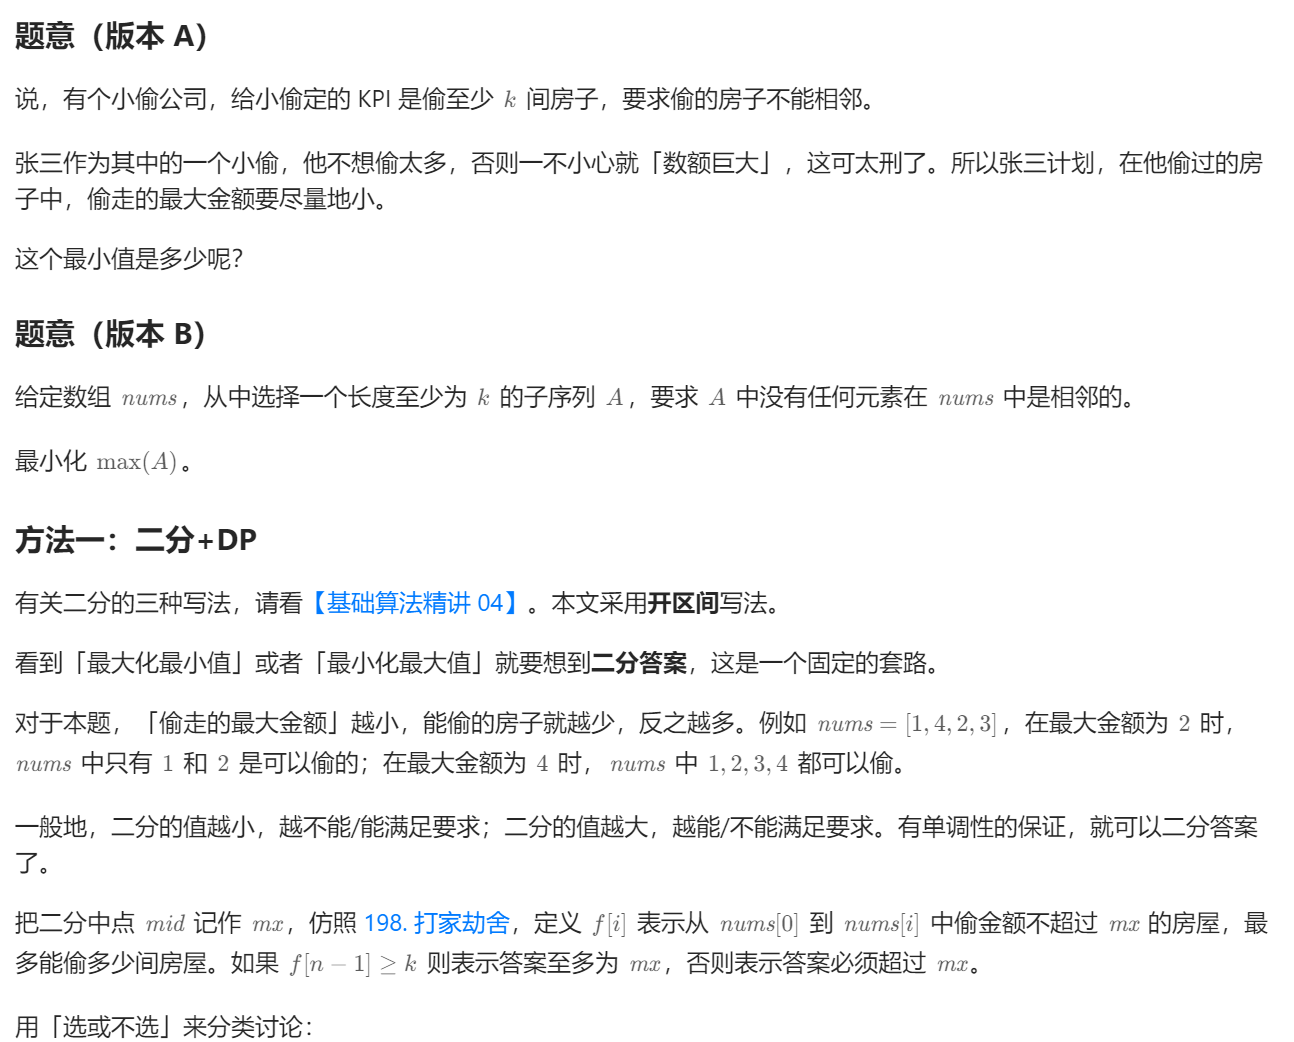 题意（版本 A）
说，有个小偷公司，给小偷定的 KPI 是偷至少 k 间房子，要求偷的房子不能相邻。
张三作为其中的一个小偷，他不想偷太多，否则一不小心就「数额巨大」，这可太刑了。所以张三计划，在他偷过的房
子中，偷走的最大金额要尽量地小。
这个最小值是多少呢？
题意（版本 B）
给定数组 nums，从中选择一个长度至少为 k 的子序列 A，要求 A 中没有任何元素在 nums 中是相邻的。
最小化 max(A)。
方法一：二分+DP
有关二分的三种写法，请看【基础算法精讲 04】。本文采用开区间写法。
看到「最大化最小值」或者「最小化最大值」就要想到二分答案，这是一个固定的套路。
对于本题，「偷走的最大金额」越小，能偷的房子就越少，反之越多。例如 nums = [1, 4, 2, 3]，在最大金额为 2 时，
nums 中只有 1 和 2 是可以偷的；在最大金额为 4 时，nums 中 1, 2, 3, 4 都可以偷。
一般地，二分的值越小，越不能/能满足要求；二分的值越大，越能/不能满足要求。有单调性的保证，就可以二分答案
了。
把二分中点 mid 记作 mx，仿照 198. 打家劫舍，定义 f[i] 表示从 nums[0] 到 nums[i] 中偷金额不超过 mx 的房屋，最
多能偷多少间房屋。如果 f[n − 1] ≥ k 则表示答案至多为 mx，否则表示答案必须超过 mx。
用「选或不选」来分类讨论：